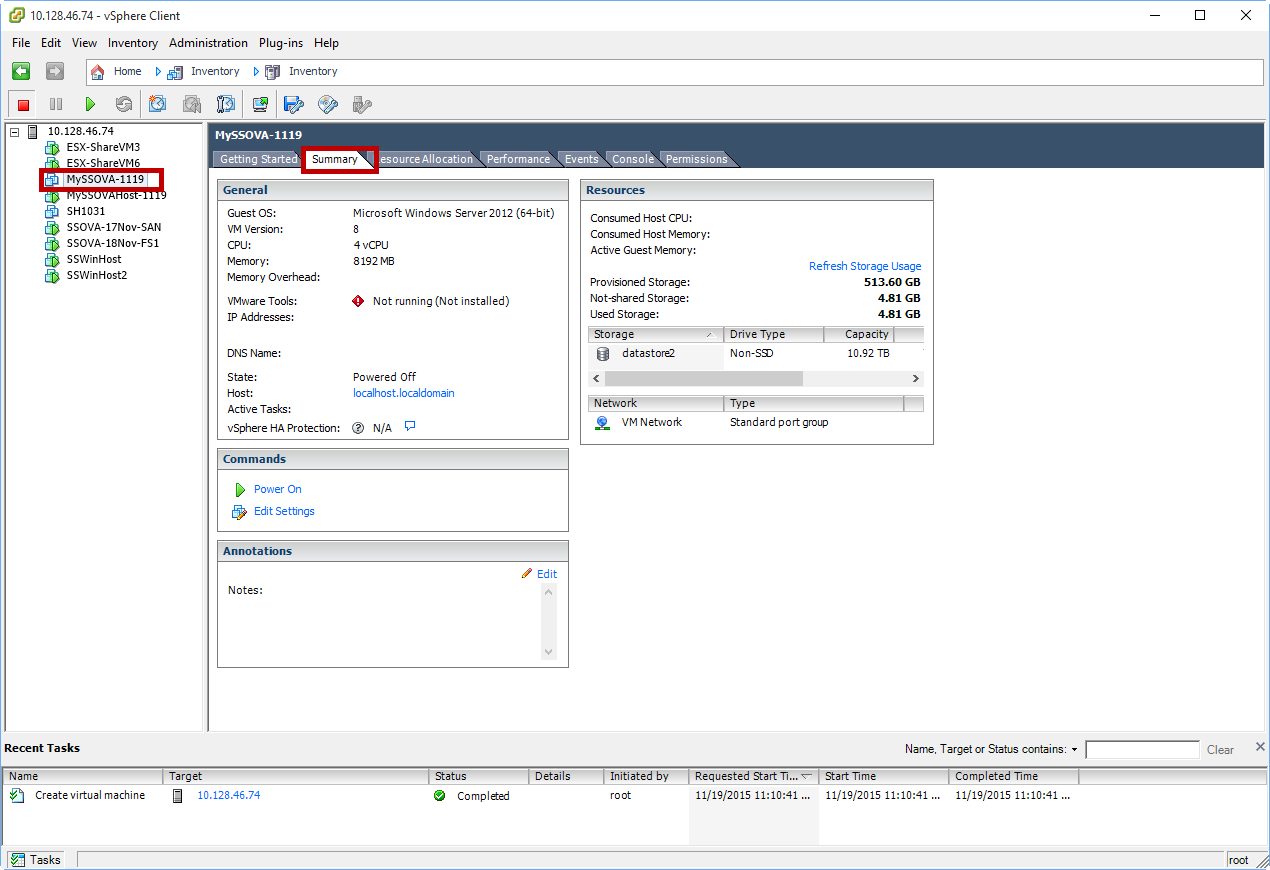 10.128.46.74 - vSphere Client
File Edit View Inventory Administration Plug-ins Help
Home Inventory Inventory
10.128.46.74
ESX-ShareVM3
ESX-ShareVM6
MySSOVA-1119
MySSOVAHost-1119
SH1031
SSOVA-17Nov-SAN
SSOVA-18Nov-FS1
SSWinHost
SSWinHost2
MySSOVA-1119
Getting Started Summary esource Allocation Performance Events Console Permissions
General
Guest OS: Microsoft Windows Server 2012 (64-bit)
VM Version: 8
CPU: 4 vCPU
Memory: 8192 MB
Memory Overhead:
VMware Tools: Not running (Not installed)
IP Addresses:
DNS Name:
State: Powered Off
Host: localhost.localdomain
Active Tasks:
vSphere HA Protection: N/A
Commands
Power On
Edit Settings
Annotations
Edit
Notes:
Resources
Consumed Host CPU:
Consumed Host Memory:
Active Guest Memory:
Refresh Storage Usage
Provisioned Storage: 513.60 GB
Not-shared Storage: 4.81 GB
Used Storage: 4.81 GB
Storage Drive Type Capacity
datastore2 Non-SSD 10.92 TB
Network Type
VM Network Standard port group
Recent Tasks
Name, Target or Status contains: Clear
Name Target Status Details Initiated by Requested Start Ti... Start Time Completed Time
Create virtual machine 10.128.46.74 Completed root 11/19/2015 11:10:41 ... 11/19/2015 11:10:41 ... 11/19/2015 11:10:41 ...
Tasks root